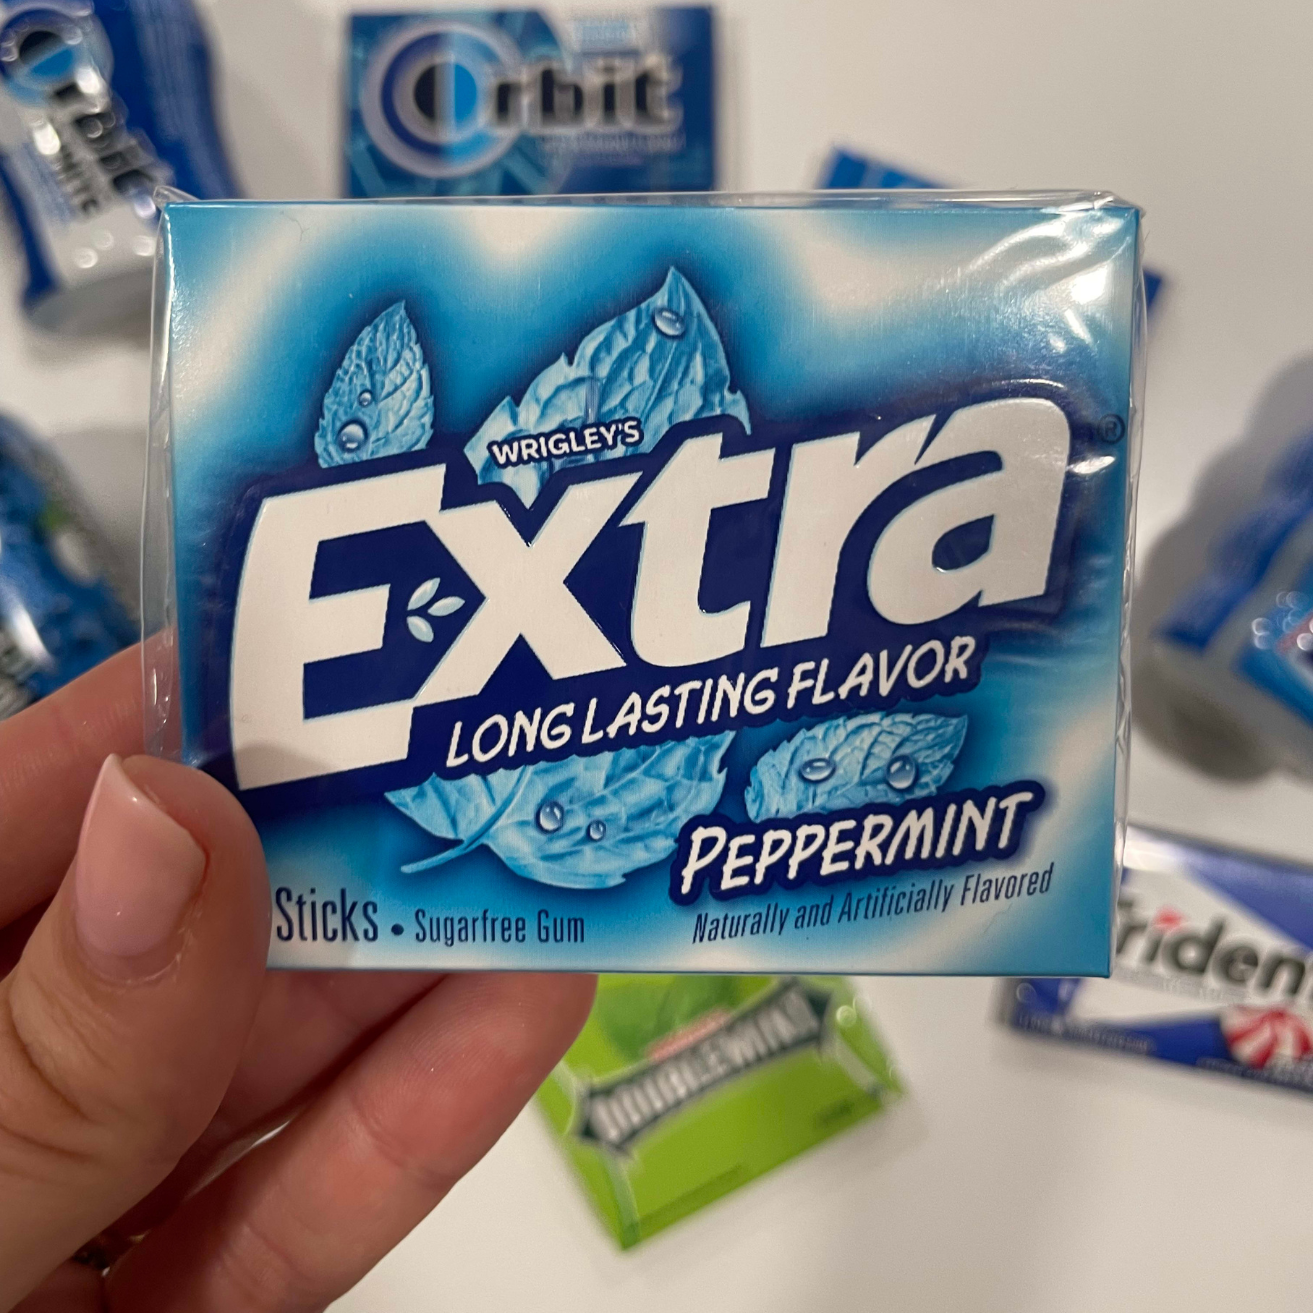 Orbit
WHITE
Orbit
WRIGLEY'S
Extra
®
LONG LASTING FLAVOR
PEPPERMINT
Sticks • Sugarfree Gum
Naturally and Artificially Flavored
Trident
DOUBLEMINT